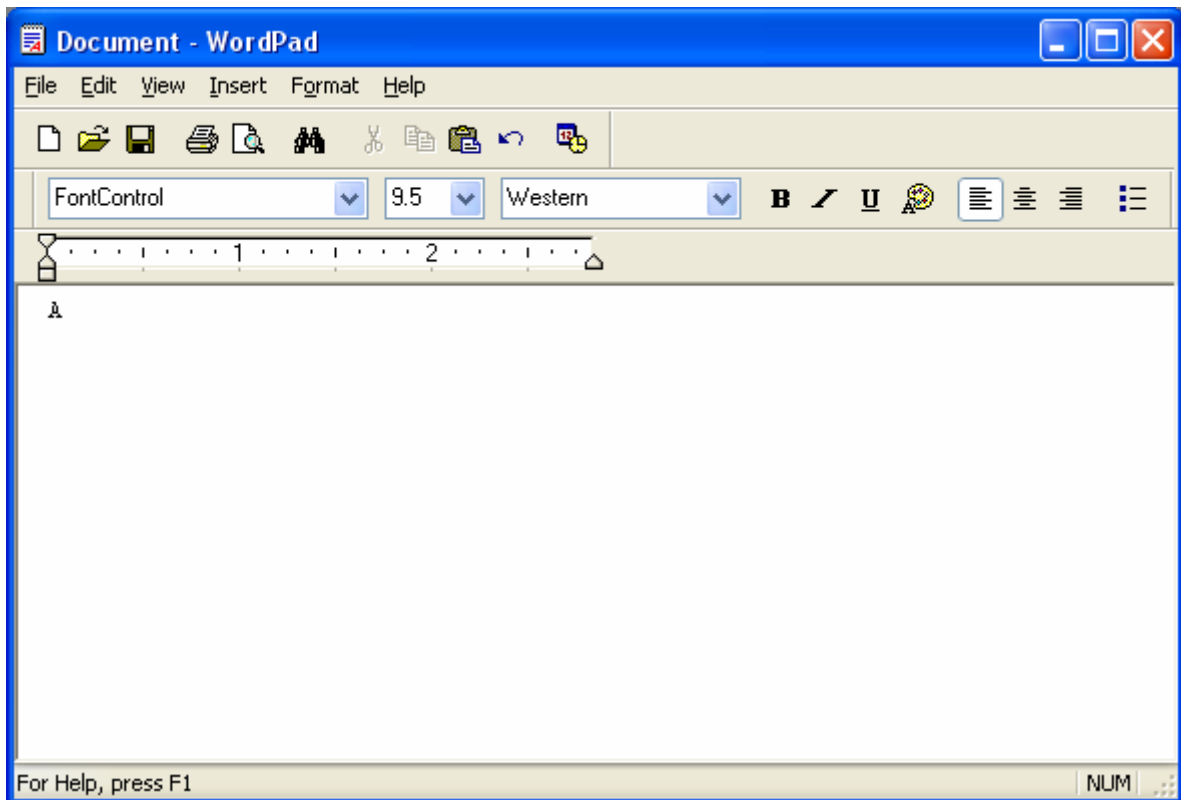 Document - WordPad
File Edit View Insert Format Help
FontControl 9.5 Western B U
1 2
A
For Help, press F1 NUM